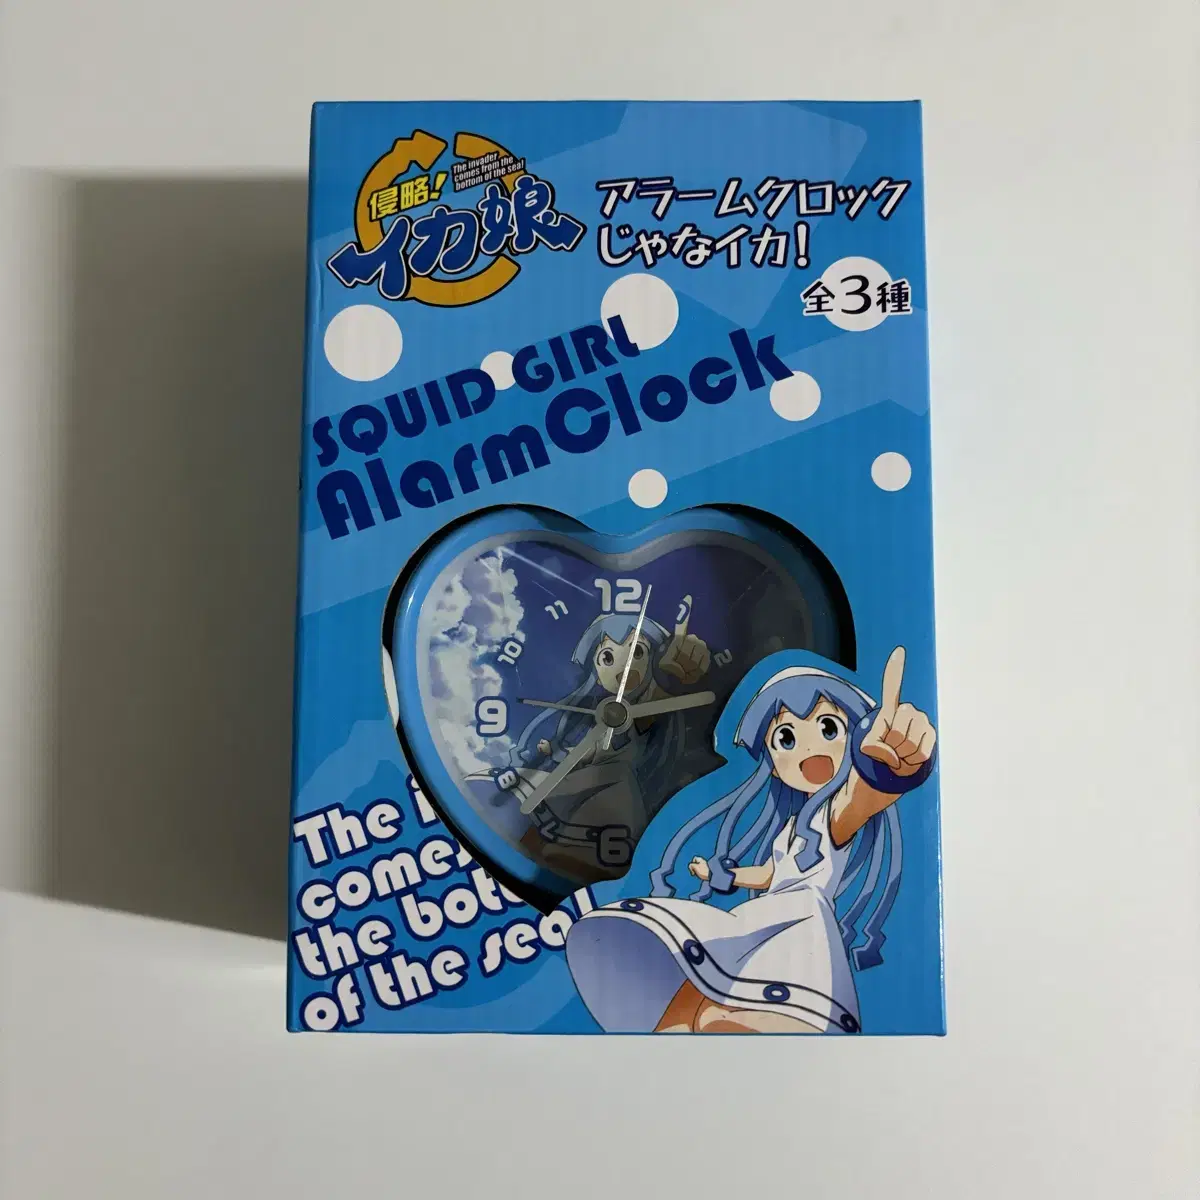 侵略!
The invader
comes from the
bottom of the sea!
イカ娘
アラームクロック
じゃなイカ!
全3種
SQUID GIRL
AlarmClock
12
11
1
10
2
9
8
7
6
The i
comes
the bott
of the sea!